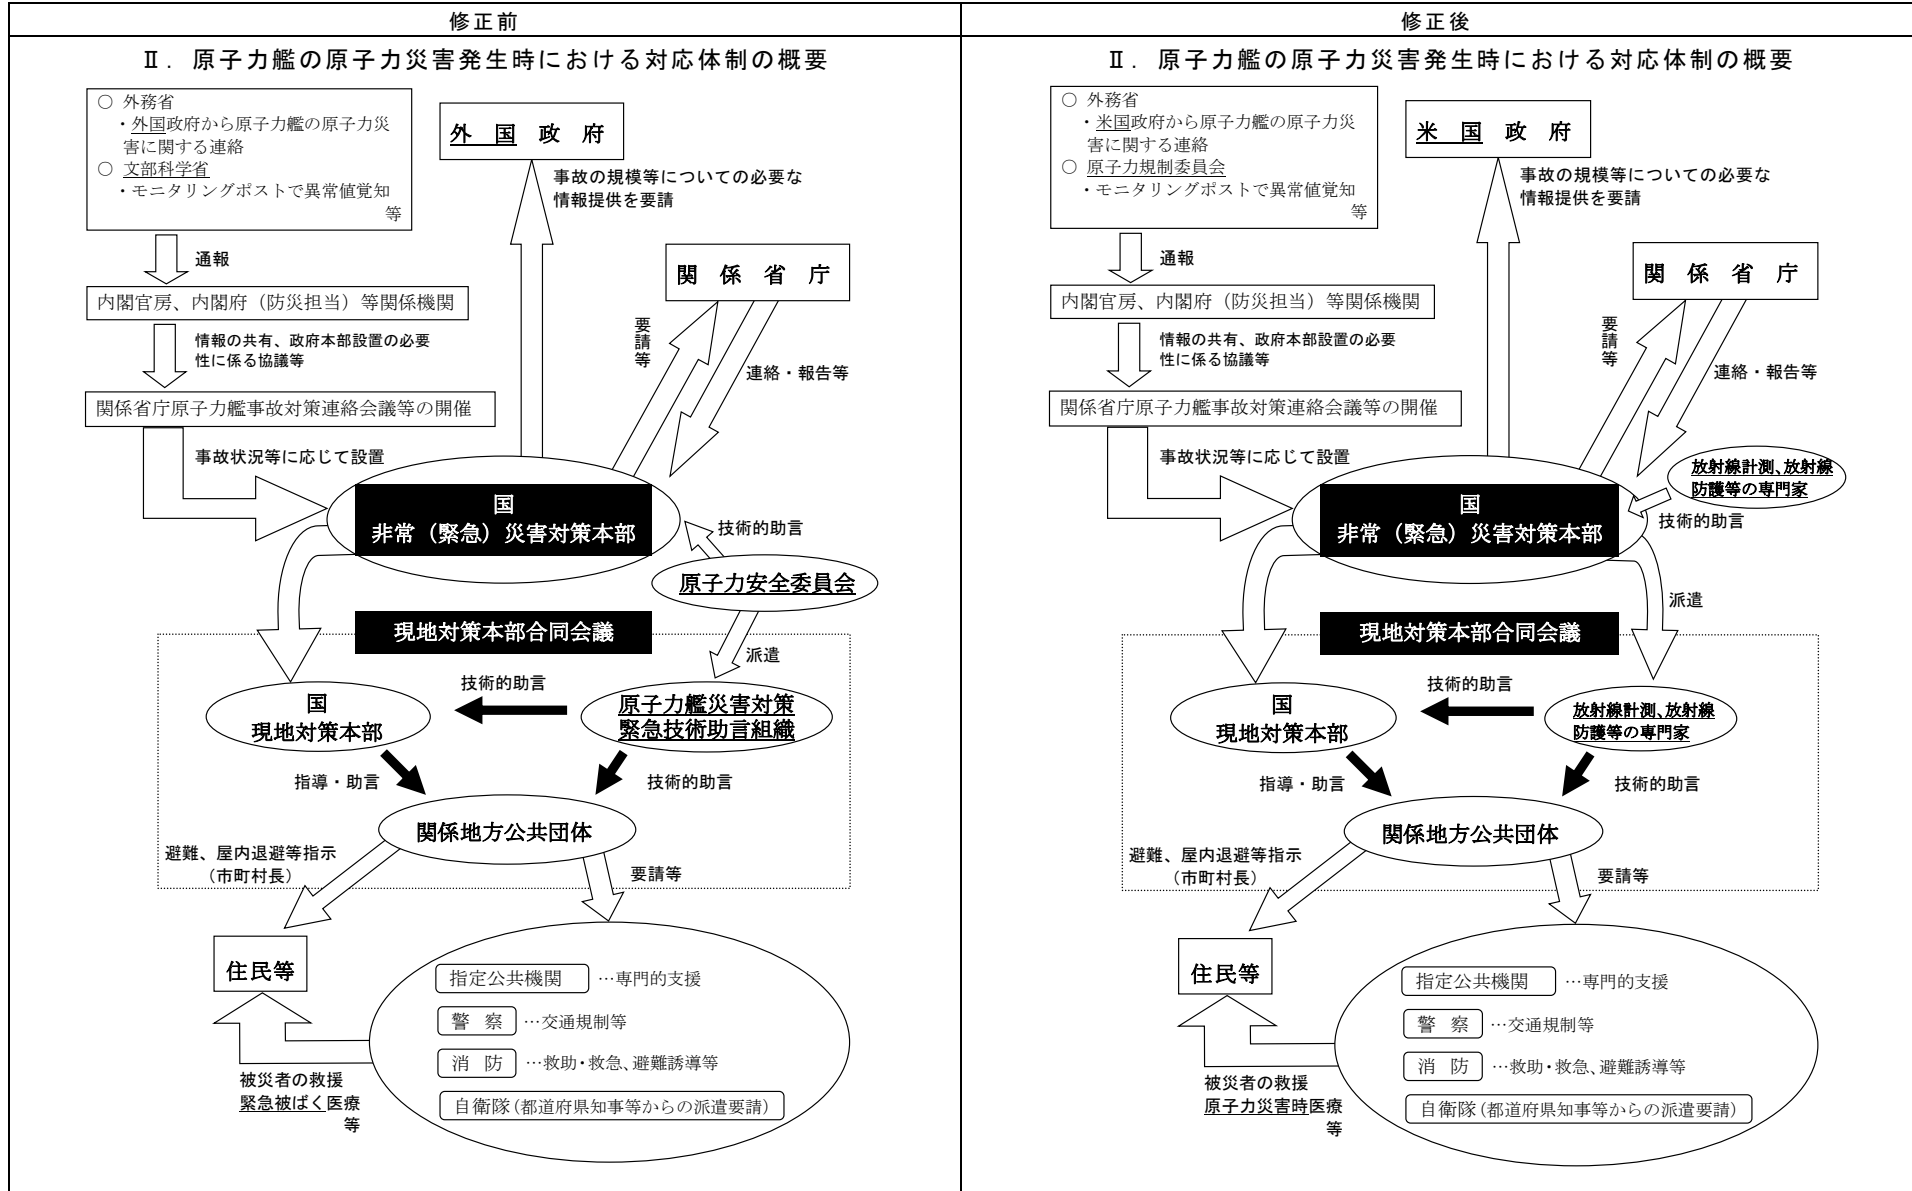 修正前
Ⅱ．原子力艦の原子力災害発生時における対応体制の概要
○ 外務省
・外国政府から原子力艦の原子力災
害に関する連絡
○ 文部科学省
・モニタリングポストで異常値覚知
等
外 国 政 府
事故の規模等についての必要な
情報提供を要請
通報
関 係 省 庁
内閣官房、内閣府（防災担当）等関係機関
情報の共有、政府本部設置の必要
性に係る協議等
要請等
連絡・報告等
関係省庁原子力艦事故対策連絡会議等の開催
事故状況等に応じて設置
国
非常（緊急）災害対策本部
技術的助言
原子力安全委員会
現地対策本部合同会議
派遣
国
現地対策本部
技術的助言
原子力艦災害対策
緊急技術助言組織
指導・助言
技術的助言
関係地方公共団体
避難、屋内退避等指示
（市町村長）
要請等
住民等
指定公共機関 …専門的支援
警 察 …交通規制等
消 防 …救助・救急、避難誘導等
自衛隊（都道府県知事等からの派遣要請）
被災者の救援
緊急被ばく医療
等
修正後
Ⅱ．原子力艦の原子力災害発生時における対応体制の概要
○ 外務省
・米国政府から原子力艦の原子力災
害に関する連絡
○ 原子力規制委員会
・モニタリングポストで異常値覚知
等
米 国 政 府
事故の規模等についての必要な
情報提供を要請
通報
関 係 省 庁
内閣官房、内閣府（防災担当）等関係機関
情報の共有、政府本部設置の必要
性に係る協議等
要請等
連絡・報告等
関係省庁原子力艦事故対策連絡会議等の開催
事故状況等に応じて設置
放射線計測、放射線
防護等の専門家
国
非常（緊急）災害対策本部
技術的助言
派遣
現地対策本部合同会議
国
現地対策本部
技術的助言
放射線計測、放射線
防護等の専門家
指導・助言
技術的助言
関係地方公共団体
避難、屋内退避等指示
（市町村長）
要請等
住民等
指定公共機関 …専門的支援
警 察 …交通規制等
消 防 …救助・救急、避難誘導等
自衛隊（都道府県知事等からの派遣要請）
被災者の救援
原子力災害時医療
等